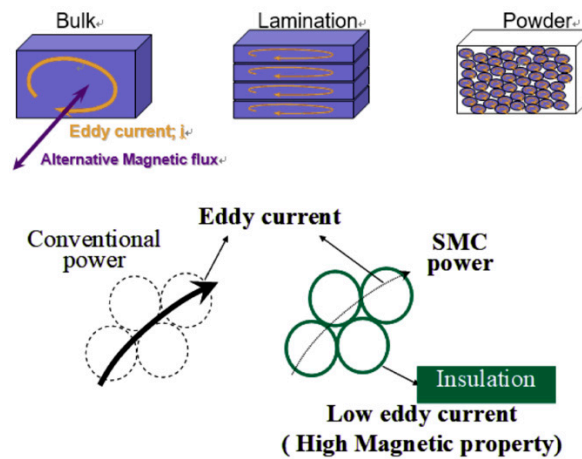 Bulk
Lamination
Powder
Eddy current; i
Alternative Magnetic flux
Eddy current
Conventional
power
SMC
power
Insulation
Low eddy current
( High Magnetic property)